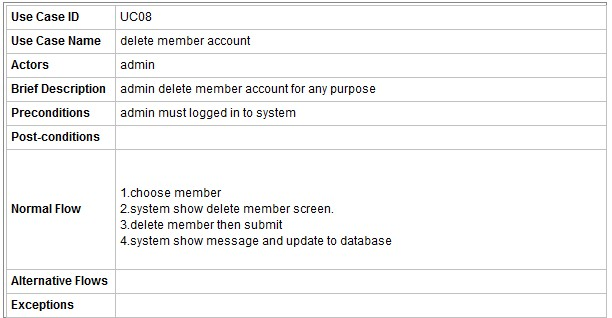 Use Case ID UC08
Use Case Name delete member account
Actors admin
Brief Description admin delete member account for any purpose
Preconditions admin must logged in to system
Post-conditions
Normal Flow
1.choose member
2.system show delete member screen.
3.delete member then submit
4.system show message and update to database
Alternative Flows
Exceptions